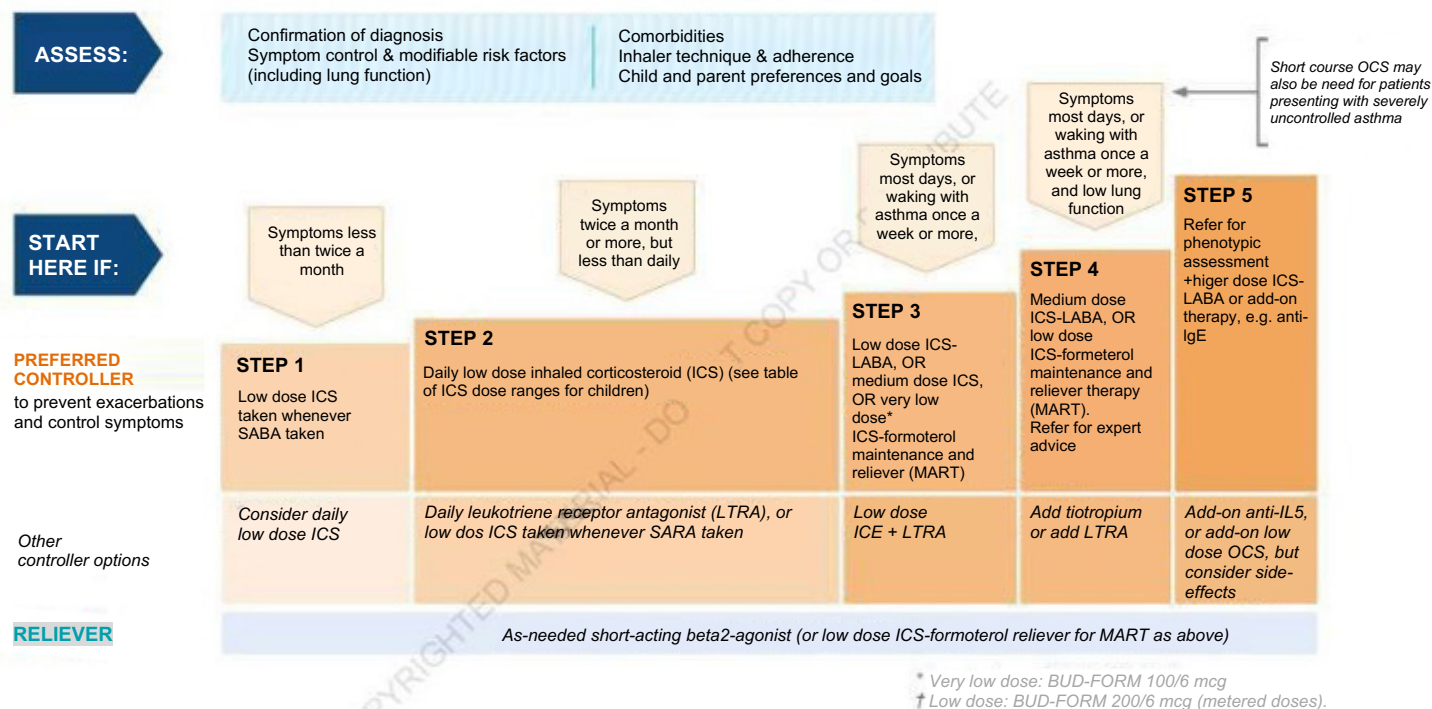 ASSESS:
Confirmation of diagnosis
Symptom control & modifiable risk factors
(including lung function)
Comorbidities
Inhaler technique & adherence
Child and parent preferences and goals
Short course OCS may
also be need for patients
presenting with severely
uncontrolled asthma
START
HERE IF:
Symptoms less
than twice a
month
Symptoms
twice a month
or more, but
less than daily
Symptoms
most days, or
waking with
asthma once a
week or more,
Symptoms
most days, or
waking with
asthma once a
week or more,
and low lung
function
PREFERRED
CONTROLLER
to prevent exacerbations
and control symptoms
STEP 1
Low dose ICS
taken whenever
SABA taken
STEP 2
Daily low dose inhaled corticosteroid (ICS) (see table
of ICS dose ranges for children)
STEP 3
Low dose ICS-
LABA, OR
medium dose ICS,
OR very low
dose*
ICS-formoterol
maintenance and
reliever (MART)
STEP 4
Medium dose
ICS-LABA, OR
low dose
ICS-formeterol
maintenance and
reliever therapy
(MART).
Refer for expert
advice
STEP 5
Refer for
phenotypic
assessment
+higer dose ICS-
LABA or add-on
therapy, e.g. anti-
IgE
Other
controller options
Consider daily
low dose ICS
Daily leukotriene receptor antagonist (LTRA), or
low dos ICS taken whenever SARA taken
Low dose
ICE + LTRA
Add tiotropium
or add LTRA
Add-on anti-IL5,
or add-on low
dose OCS, but
consider side-
effects
RELIEVER
As-needed short-acting beta2-agonist (or low dose ICS-formoterol reliever for MART as above)
* Very low dose: BUD-FORM 100/6 mcg
† Low dose: BUD-FORM 200/6 mcg (metered doses).
PYRIGHTED MATERIAL - DO T COPY OR BUTE